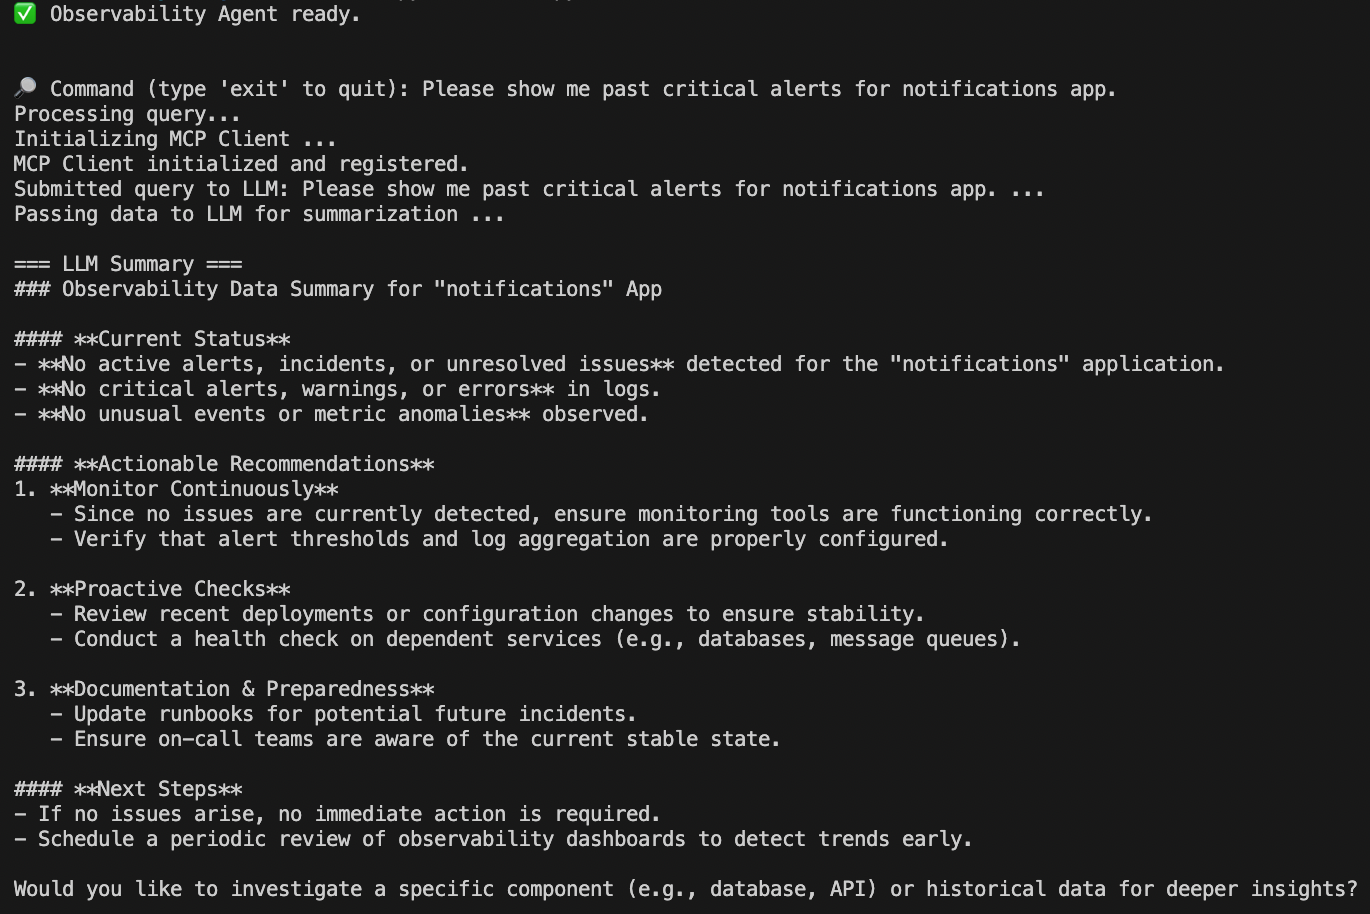 ✅ Observability Agent ready.
🔎 Command (type 'exit' to quit): Please show me past critical alerts for notifications app.
Processing query...
Initializing MCP Client ...
MCP Client initialized and registered.
Submitted query to LLM: Please show me past critical alerts for notifications app. ...
Passing data to LLM for summarization ...
=== LLM Summary ===
### Observability Data Summary for "notifications" App
#### **Current Status**
- **No active alerts, incidents, or unresolved issues** detected for the "notifications" application.
- **No critical alerts, warnings, or errors** in logs.
- **No unusual events or metric anomalies** observed.
#### **Actionable Recommendations**
1. **Monitor Continuously**
   - Since no issues are currently detected, ensure monitoring tools are functioning correctly.
   - Verify that alert thresholds and log aggregation are properly configured.
2. **Proactive Checks**
   - Review recent deployments or configuration changes to ensure stability.
   - Conduct a health check on dependent services (e.g., databases, message queues).
3. **Documentation & Preparedness**
   - Update runbooks for potential future incidents.
   - Ensure on-call teams are aware of the current stable state.
#### **Next Steps**
- If no issues arise, no immediate action is required.
- Schedule a periodic review of observability dashboards to detect trends early.
Would you like to investigate a specific component (e.g., database, API) or historical data for deeper insights?